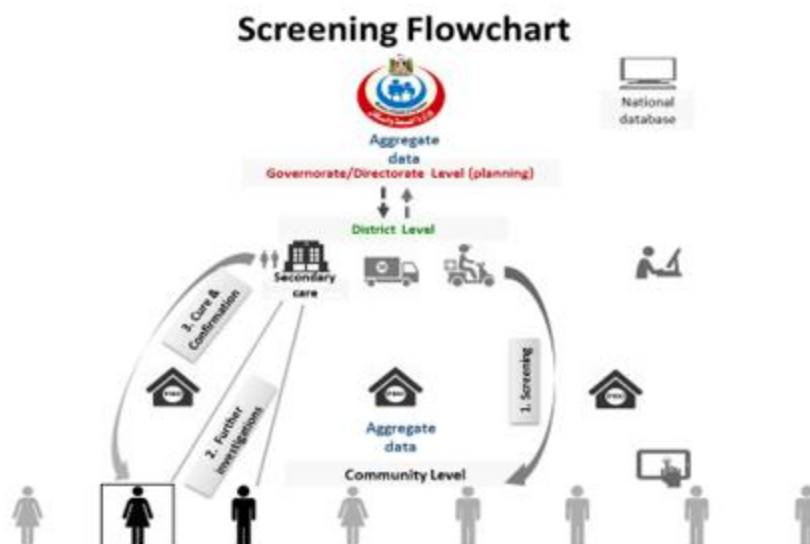 Screening Flowchart
National
database
Aggregate
data
Governorate/Directorate Level (planning)
District Level
Secondary
care
3. Cure &
Confirmation
1. Screening
2. Further
investigations
Aggregate
data
Community Level